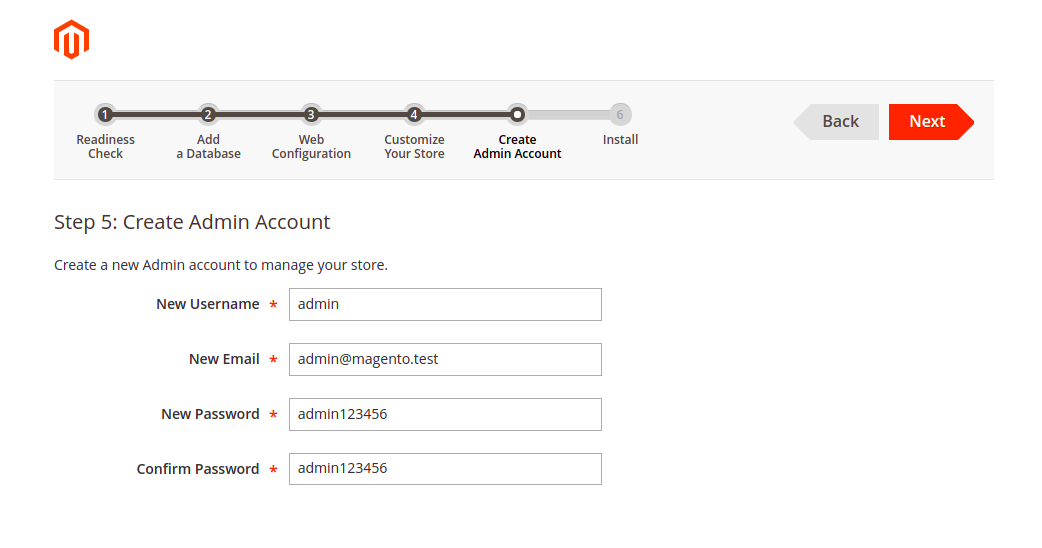 1 2 3 4 6
Readiness Check
Add a Database
Web Configuration
Customize Your Store
Create Admin Account
Install
Back
Next
Step 5: Create Admin Account
Create a new Admin account to manage your store.
New Username * admin
New Email * admin@magento.test
New Password * admin123456
Confirm Password * admin123456